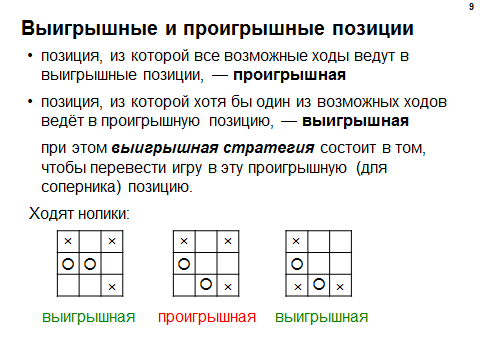 9
Выигрышные и проигрышные позиции
• позиция, из которой все возможные ходы ведут в
выигрышные позиции, — проигрышная
• позиция, из которой хотя бы один из возможных ходов
ведёт в проигрышную позицию, — выигрышная
при этом выигрышная стратегия состоит в том,
чтобы перевести игру в эту проигрышную (для
соперника) позицию.
Ходят нолики:
× × × × ×
О О О О
× О × × О ×
выигрышная проигрышная выигрышная